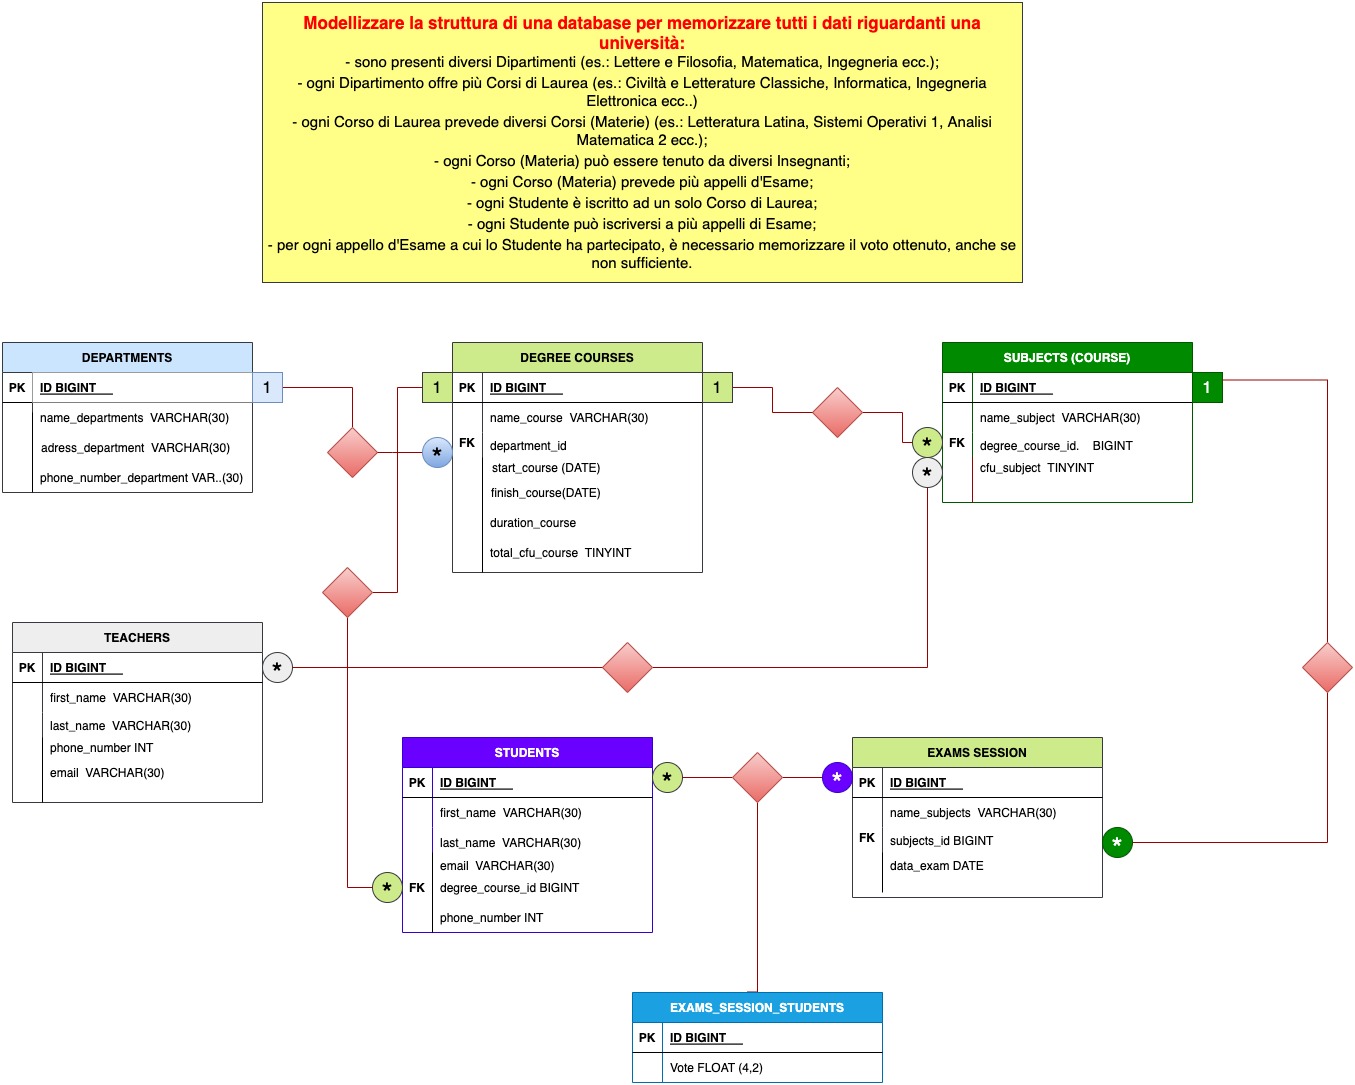 Modellizzare la struttura di una database per memorizzare tutti i dati riguardanti una
università:
- sono presenti diversi Dipartimenti (es.: Lettere e Filosofia, Matematica, Ingegneria ecc.);
- ogni Dipartimento offre più Corsi di Laurea (es.: Civiltà e Letterature Classiche, Informatica, Ingegneria
Elettronica ecc..)
- ogni Corso di Laurea prevede diversi Corsi (Materie) (es.: Letteratura Latina, Sistemi Operativi 1, Analisi
Matematica 2 ecc.);
- ogni Corso (Materia) può essere tenuto da diversi Insegnanti;
- ogni Corso (Materia) prevede più appelli d'Esame;
- ogni Studente è iscritto ad un solo Corso di Laurea;
- ogni Studente può iscriversi a più appelli di Esame;
- per ogni appello d'Esame a cui lo Studente ha partecipato, è necessario memorizzare il voto ottenuto, anche se
non sufficiente.
DEPARTMENTS
PK ID BIGINT 1
name_departments VARCHAR(30)
adress_department VARCHAR(30)
phone_number_department VAR..(30)
DEGREE COURSES
1 PK ID BIGINT 1
name_course VARCHAR(30)
FK department_id
* start_course (DATE)
finish_course(DATE)
duration_course
total_cfu_course TINYINT
SUBJECTS (COURSE)
PK ID BIGINT 1
name_subject VARCHAR(30)
* FK degree_course_id. BIGINT
* cfu_subject TINYINT
TEACHERS
PK ID BIGINT *
first_name VARCHAR(30)
last_name VARCHAR(30)
phone_number INT
email VARCHAR(30)
STUDENTS
PK ID BIGINT *
first_name VARCHAR(30)
last_name VARCHAR(30)
email VARCHAR(30)
* FK degree_course_id BIGINT
phone_number INT
EXAMS SESSION
* PK ID BIGINT
name_subjects VARCHAR(30)
FK subjects_id BIGINT *
data_exam DATE
EXAMS_SESSION_STUDENTS
PK ID BIGINT
Vote FLOAT (4,2)